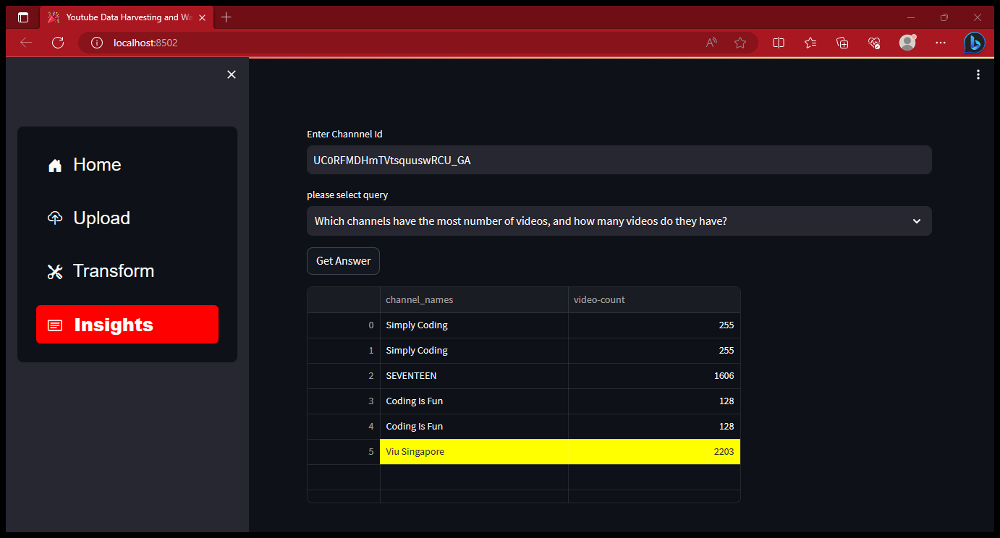 Youtube Data Harvesting and Wa
localhost:8502
Home
Upload
Transform
Insights
Enter Channnel Id
UC0RFMDHmTVtsquuswRCU_GA
please select query
Which channels have the most number of videos, and how many videos do they have?
Get Answer
channel_names video-count
0 Simply Coding 255
1 Simply Coding 255
2 SEVENTEEN 1606
3 Coding Is Fun 128
4 Coding Is Fun 128
5 Viu Singapore 2203